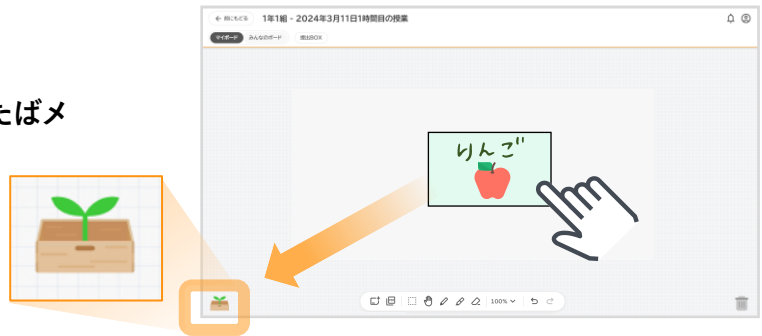 ← 前にもどる 1年1組 - 2024年3月11日1時間目の授業
マイボード みんなのボード 提出BOX
たばメ
りんご
100%